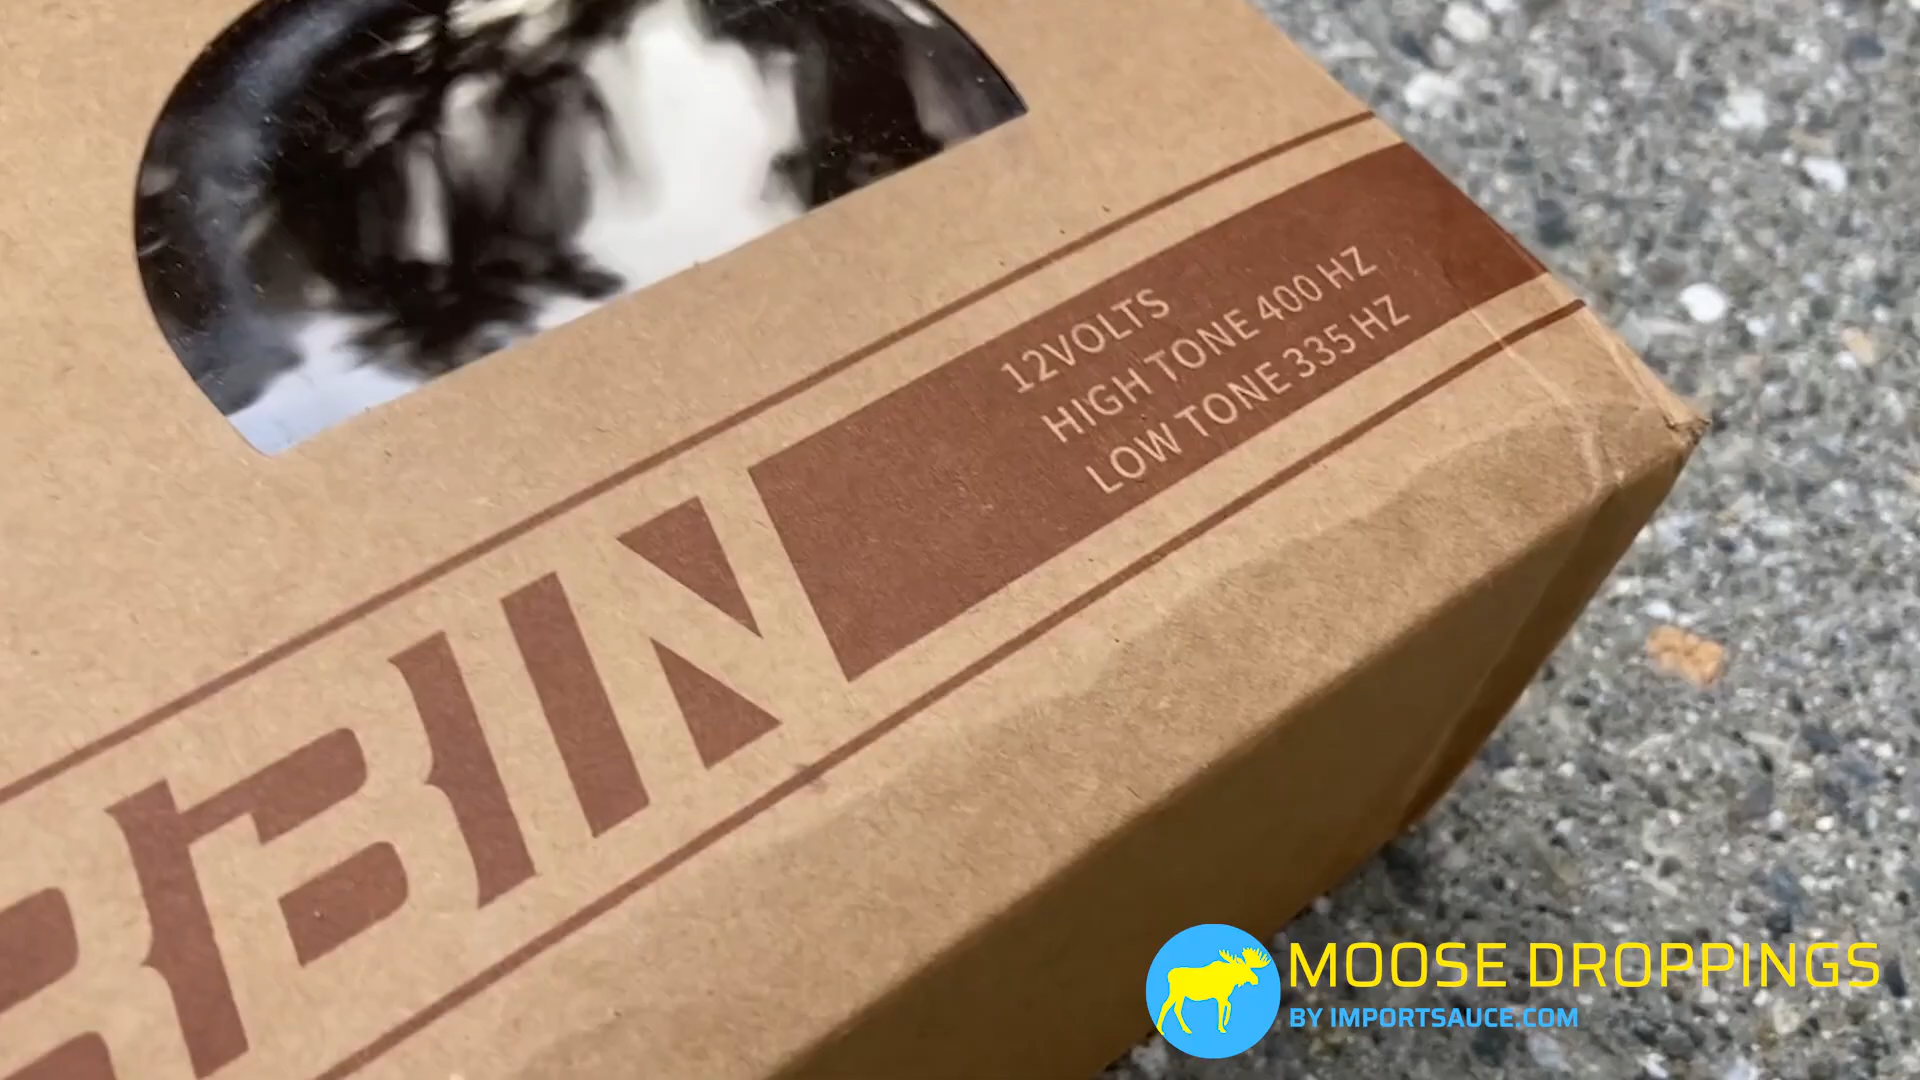 12VOLTS
HIGH TONE 400 HZ
LOW TONE 335 HZ
MOOSE DROPPINGS
BY IMPORTSAUCE.COM